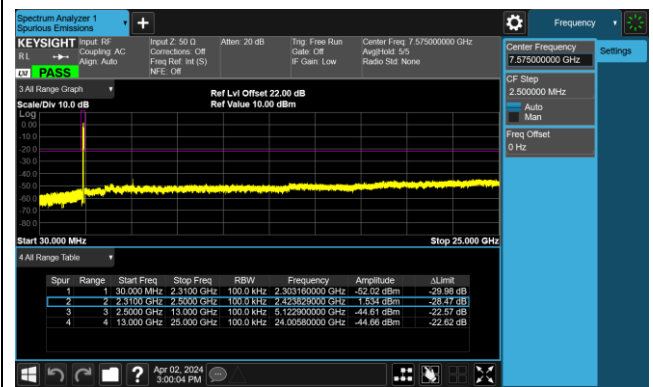 Spectrum Analyzer 1
Spurious Emissions
Frequency
KEYSIGHT Input: RF Input Z: 50 Ω Atten: 20 dB Trig: Free Run Center Freq: 7.575000000 GHz
RL Coupling: AC Corrections: Off Gate: Off Avg|Hold: 5/5
Align: Auto Freq Ref: Int (S) IF Gain: Low Radio Std: None
LXI PASS NFE: Off
Center Frequency
7.575000000 GHz
Settings
CF Step
2.500000 MHz
Auto
Man
Freq Offset
0 Hz
3 All Range Graph
Ref Lvl Offset 22.00 dB
Scale/Div 10.0 dB Ref Value 10.00 dBm
Log
0.00
-10.0
-20.0
-30.0
-40.0
-50.0
-60.0
-70.0
-80.0
Start 30.000 MHz Stop 25.000 GHz
4 All Range Table
Spur Range Start Freq Stop Freq RBW Frequency Amplitude ΔLimit
1 1 30.000 MHz 2.3100 GHz 100.0 kHz 2.303160000 GHz -52.02 dBm -29.98 dB
2 2 2.3100 GHz 2.5000 GHz 100.0 kHz 2.423829000 GHz 1.534 dBm -28.47 dB
3 3 2.5000 GHz 13.000 GHz 100.0 kHz 5.122900000 GHz -44.61 dBm -22.57 dB
4 4 13.000 GHz 25.000 GHz 100.0 kHz 24.00580000 GHz -44.66 dBm -22.62 dB
Apr 02, 2024
3:00:04 PM